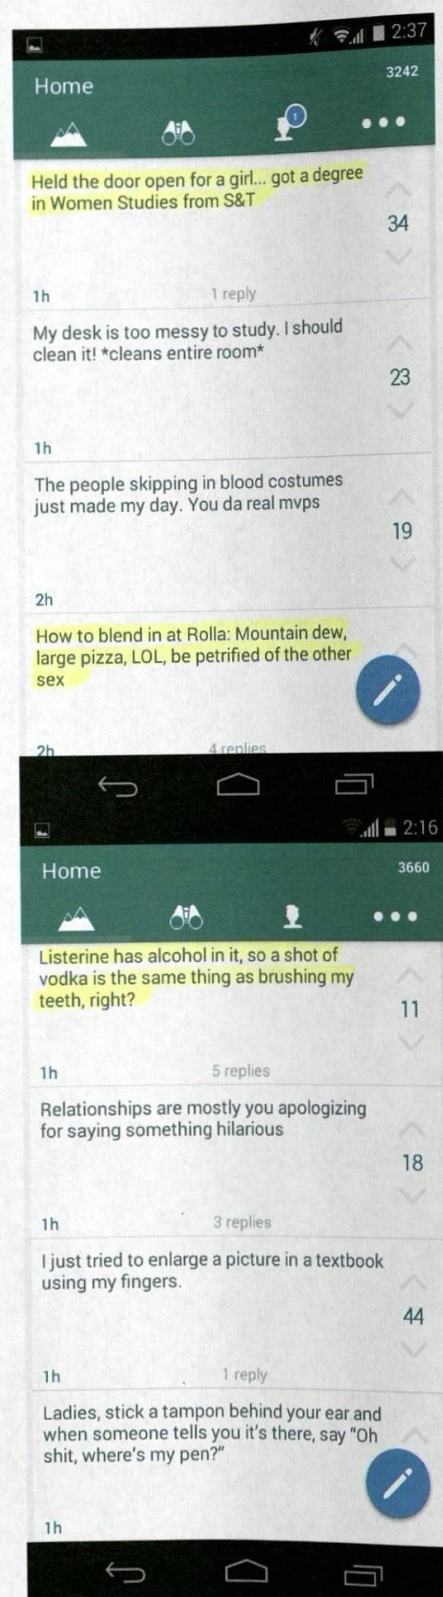 2:37
Home
3242
1
Held the door open for a girl... got a degree
in Women Studies from S&T
34
1h
1 reply
My desk is too messy to study. I should
clean it! *cleans entire room*
23
1h
The people skipping in blood costumes
just made my day. You da real mvps
19
2h
How to blend in at Rolla: Mountain dew,
large pizza, LOL, be petrified of the other
sex
2h
4 replies
2:16
Home
3660
Listerine has alcohol in it, so a shot of
vodka is the same thing as brushing my
teeth, right?
11
1h
5 replies
Relationships are mostly you apologizing
for saying something hilarious
18
1h
3 replies
I just tried to enlarge a picture in a textbook
using my fingers.
44
1h
1 reply
Ladies, stick a tampon behind your ear and
when someone tells you it's there, say "Oh
shit, where's my pen?"
1h